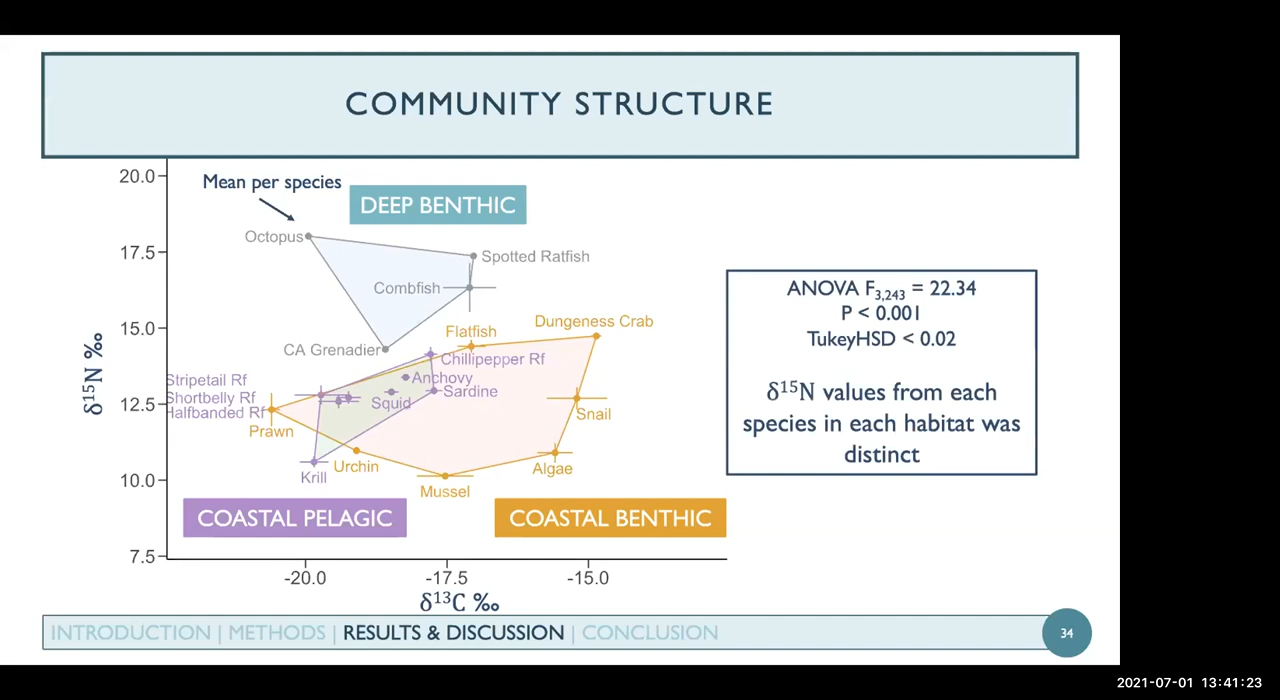 COMMUNITY STRUCTURE
20.0
17.5
15.0
12.5
10.0
7.5
δ¹⁵N ‰
Mean per species
DEEP BENTHIC
Octopus
Spotted Ratfish
Combfish
CA Grenadier
Flatfish
Dungeness Crab
Chillipepper Rf
Stripetail Rf
Anchovy
Shortbelly Rf
Sardine
Squid
Halfbanded Rf
Snail
Prawn
Urchin
Algae
Krill
Mussel
COASTAL PELAGIC
COASTAL BENTHIC
-20.0
-17.5
-15.0
δ¹³C ‰
ANOVA F₃,₂₄₃ = 22.34
P < 0.001
TukeyHSD < 0.02
δ¹⁵N values from each
species in each habitat was
distinct
INTRODUCTION | METHODS | RESULTS & DISCUSSION | CONCLUSION
34
2021-07-01 13:41:23